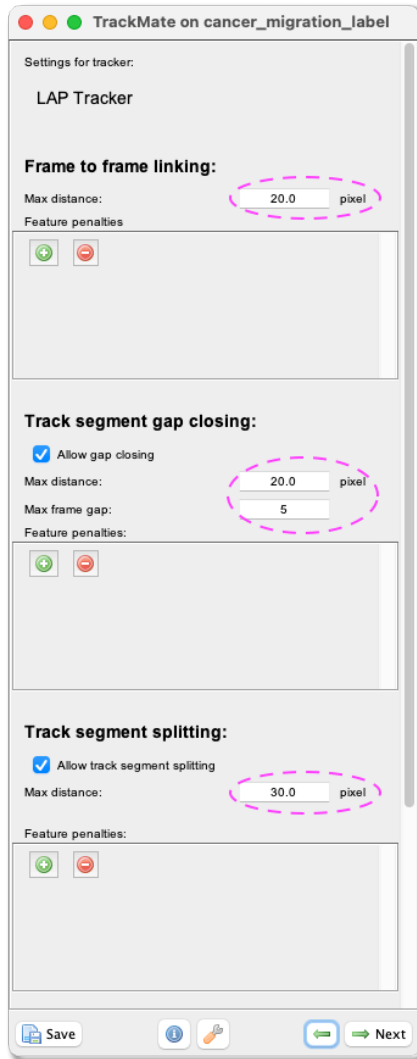 TrackMate on cancer_migration_label
Settings for tracker:
LAP Tracker
Frame to frame linking:
Max distance: 20.0 pixel
Feature penalties
Track segment gap closing:
Allow gap closing
Max distance: 20.0 pixel
Max frame gap: 5
Feature penalties:
Track segment splitting:
Allow track segment splitting
Max distance: 30.0 pixel
Feature penalties:
Save Next